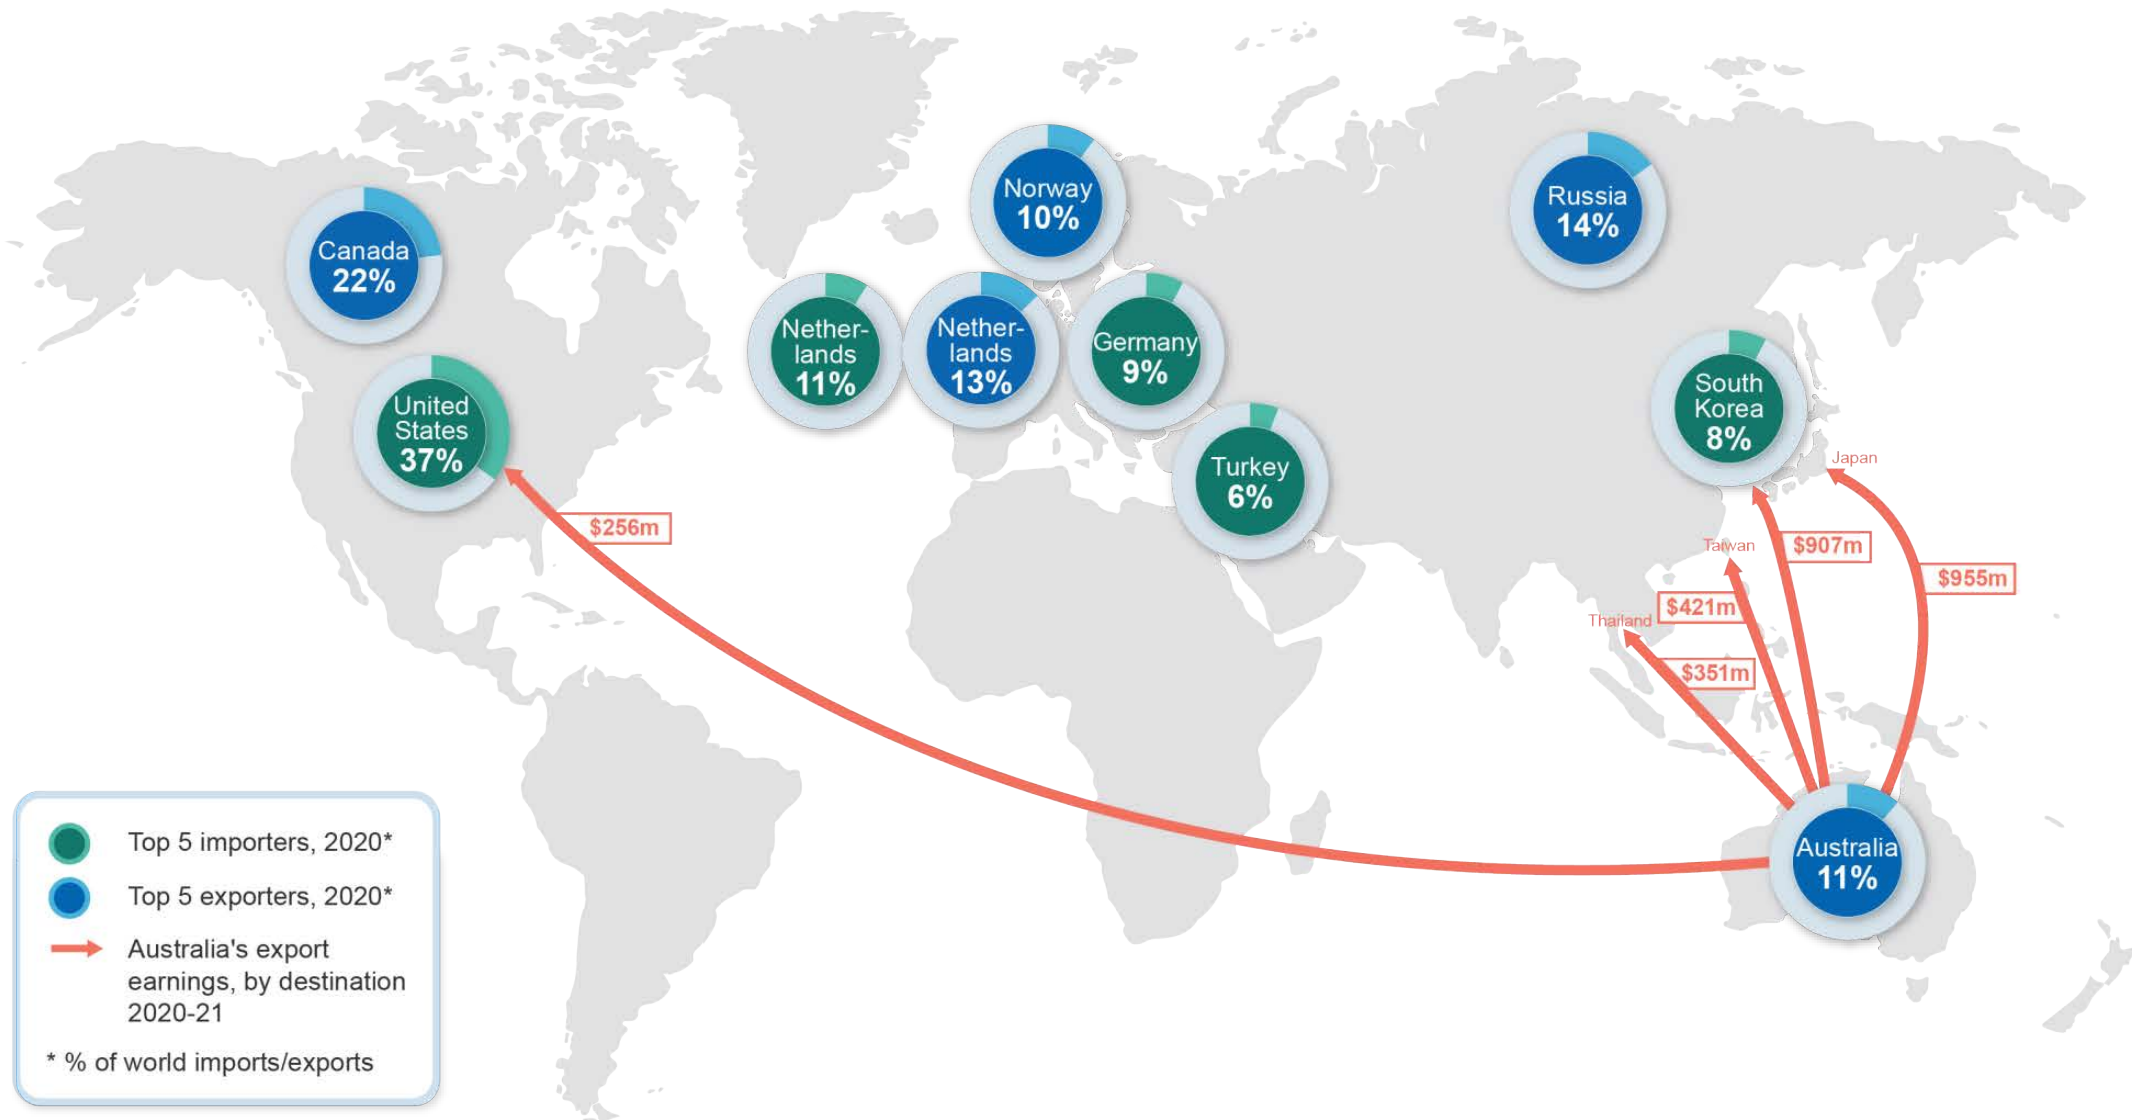 Norway
10%
Russia
14%
Canada
22%
Nether-
lands
11%
Nether-
lands
13%
Germany
9%
South
Korea
8%
United
States
37%
Turkey
6%
Japan
$256m
Taiwan
$907m
$955m
Thailand
$421m
$351m
Australia
11%
Top 5 importers, 2020*
Top 5 exporters, 2020*
Australia's export
earnings, by destination
2020-21
* % of world imports/exports